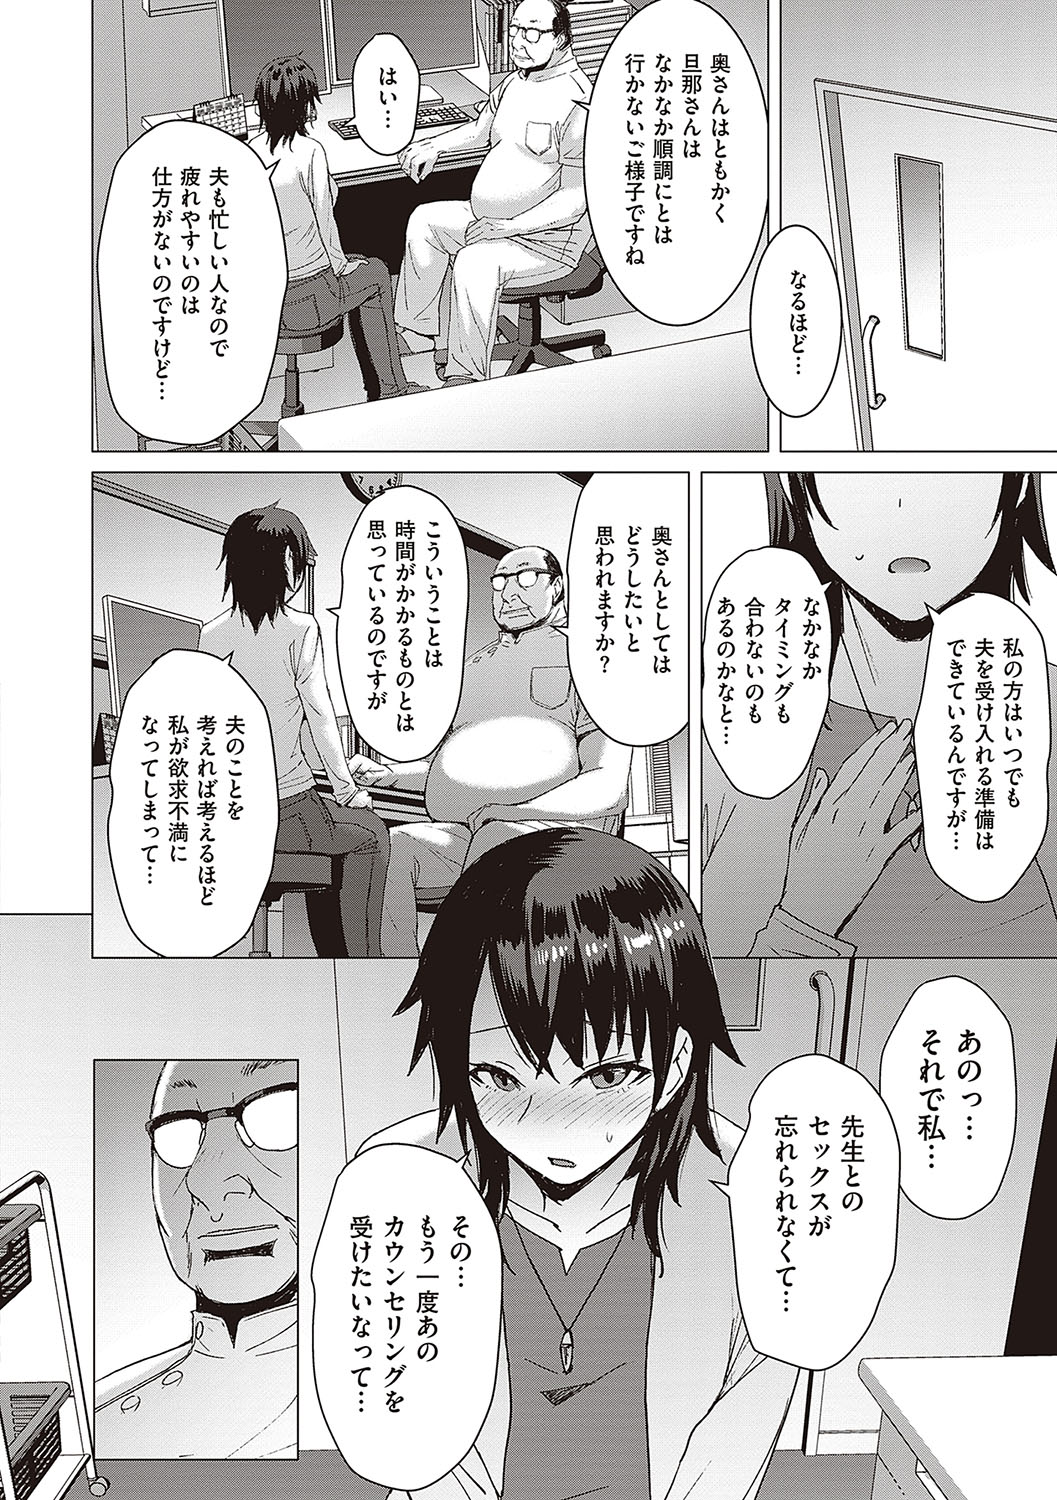 なるほど…
奥さんはともかく
旦那さんは
なかなか順調にとは
行かないご様子ですね
はい…
夫も忙しい人なので
疲れやすいのは
仕方がないのですけど…
私の方はいつでも
夫を受け入れる準備は
できているんですが…
なかなか
タイミングも
合わないのも
あるのかなと…
奥さんとしては
どうしたいと
思われますか?
こういうことは
時間がかかるものとは
思っているのですが
夫のことを
考えれば考えるほど
私が欲求不満に
なってしまって…
あのっ…
それで私…
先生との
セックスが
忘れられなくて…
その…
もう一度あの
カウンセリングを
受けたいなって…